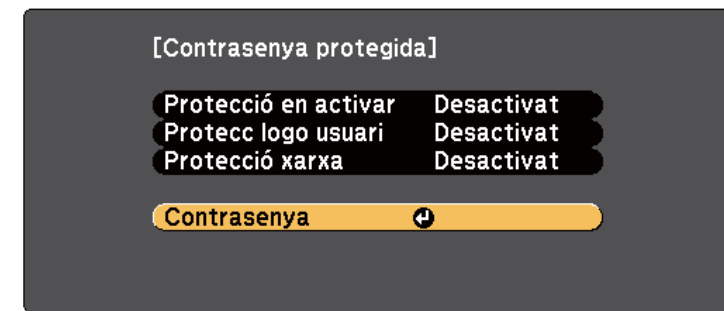 [Contrasenya protegida]
Protecció en activar Desactivat
Protecc logo usuari Desactivat
Protecció xarxa Desactivat
Contrasenya